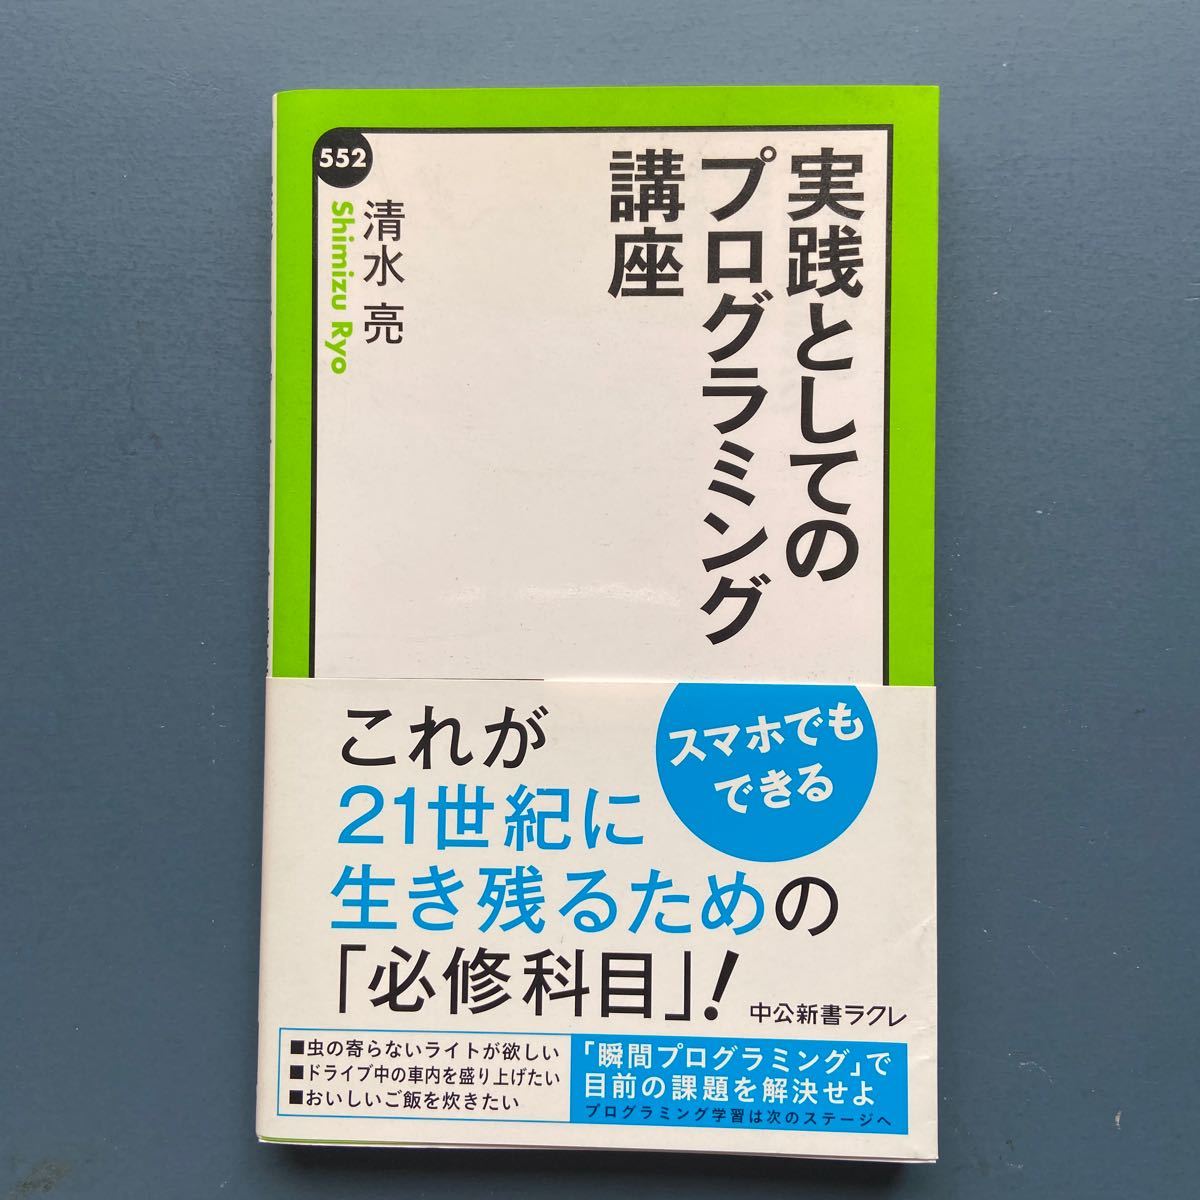 実践としての
プログラミング
講座
552
清水 亮
Shimizu Ryo
スマホでも
できる
これが
21世紀に
生き残るための
「必修科目」!
中公新書ラクレ
■虫の寄らないライトが欲しい
■ドライブ中の車内を盛り上げたい
■おいしいご飯を炊きたい
「瞬間プログラミング」で
目前の課題を解決せよ
プログラミング学習は次のステージへ